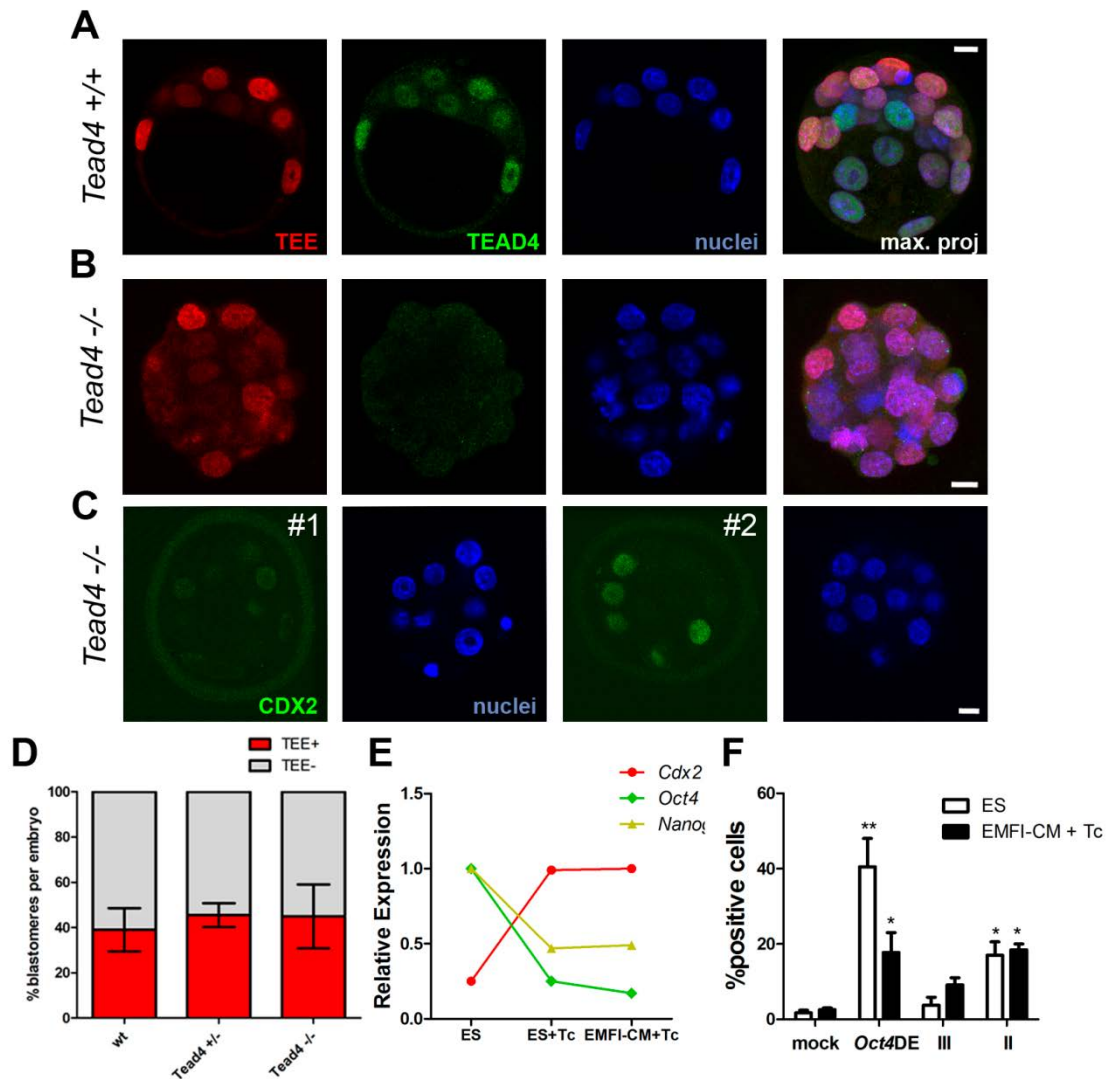 A
Tead4 +/+
TEE
TEAD4
nuclei
max. proj
B
Tead4 -/-
C
Tead4 -/-
#1
#2
CDX2
nuclei
D
TEE+
TEE-
%blastomeres per embryo
100
80
60
40
20
0
wt
Tead4 +/-
Tead4 -/-
E
Cdx2
Oct4
Nanog
Relative Expression
1.5
1.0
0.5
0.0
ES
ES+Tc
EMFI-CM+Tc
F
ES
EMFI-CM + Tc
%positive cells
60
40
20
0
**
*
*
*
mock
Oct4DE
III
II